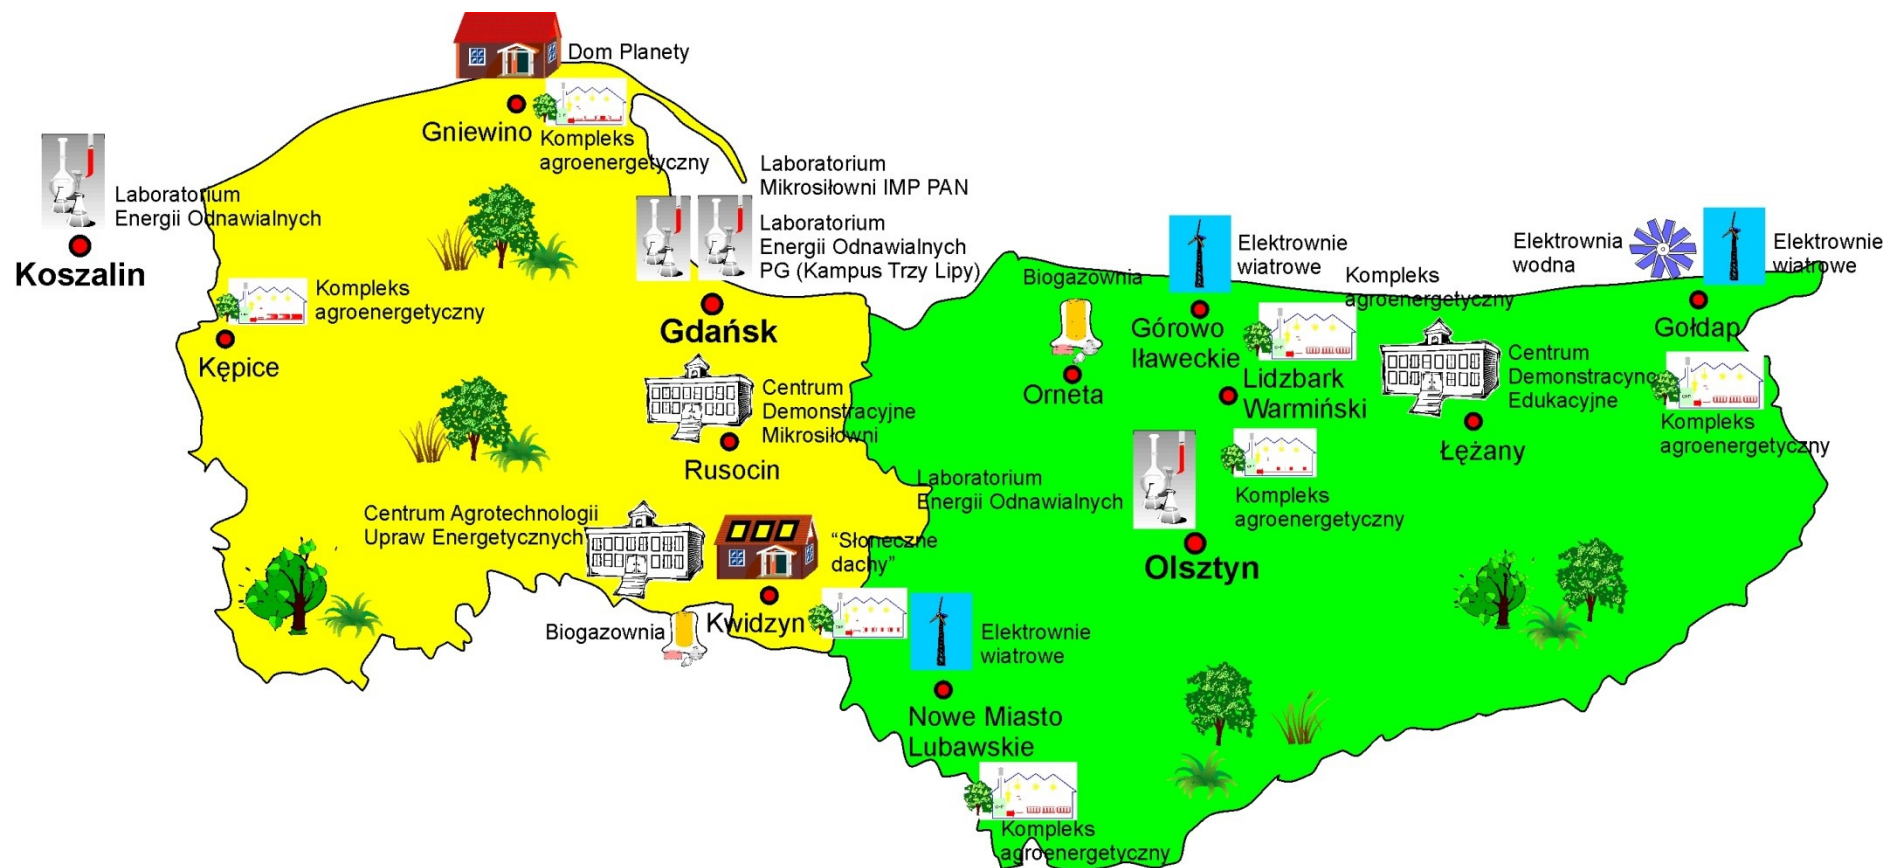 Dom Planety
Gniewino
Kompleks
agroenergetyczny
Laboratorium
Energii Odnawialnych
Koszalin
Laboratorium
Mikrosiłowni IMP PAN
Laboratorium
Energii Odnawialnych
PG (Kampus Trzy Lipy)
Gdańsk
Kompleks
agroenergetyczny
Kępice
Centrum
Demonstracyjne
Mikrosiłowni
Rusocin
Centrum Agrotechnologii
Upraw Energetycznych
“Słoneczne
dachy”
Kwidzyn
Biogazownia
Elektrownie
wiatrowe
Nowe Miasto
Lubawskie
Kompleks
agroenergetyczny
Biogazownia
Orneta
Elektrownie
wiatrowe
Górowo
Iławeckie
Kompleks
agroenergetyczny
Lidzbark
Warmiński
Laboratorium
Energii Odnawialnych
Kompleks
agroenergetyczny
Olsztyn
Centrum
Demonstracyjno
Edukacyjne
Łężany
Elektrownia
wodna
Elektrownie
wiatrowe
Gołdap
Kompleks
agroenergetyczny